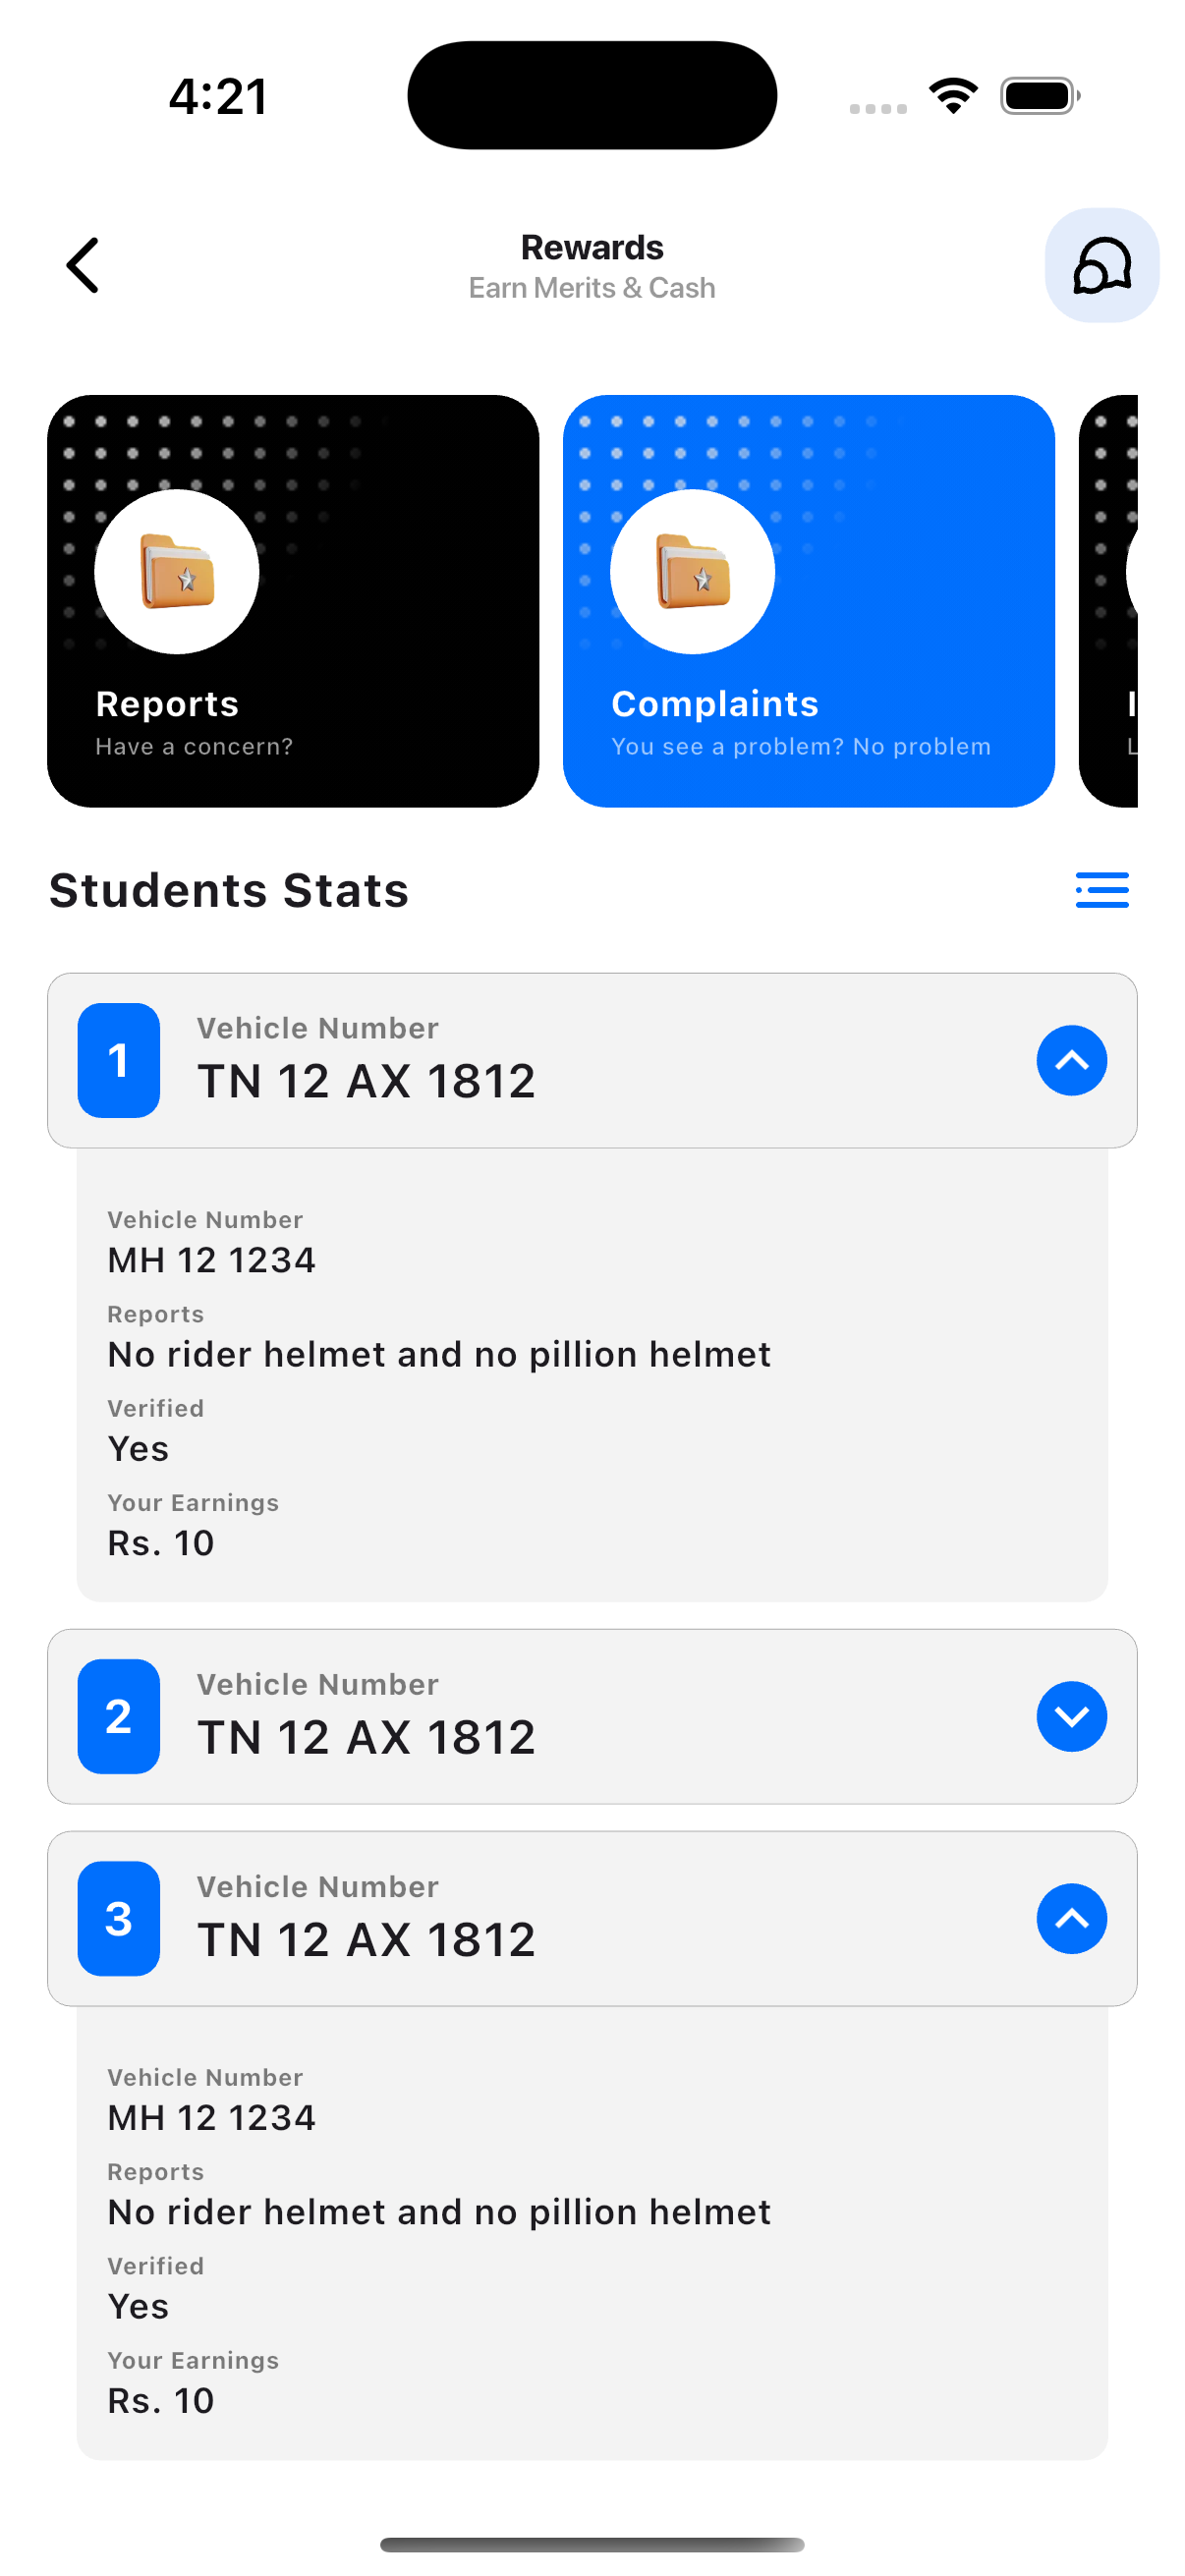 4:21
Rewards
Earn Merits & Cash
Reports
Have a concern?
Complaints
You see a problem? No problem
Students Stats
1
Vehicle Number
TN 12 AX 1812
Vehicle Number
MH 12 1234
Reports
No rider helmet and no pillion helmet
Verified
Yes
Your Earnings
Rs. 10
2
Vehicle Number
TN 12 AX 1812
3
Vehicle Number
TN 12 AX 1812
Vehicle Number
MH 12 1234
Reports
No rider helmet and no pillion helmet
Verified
Yes
Your Earnings
Rs. 10